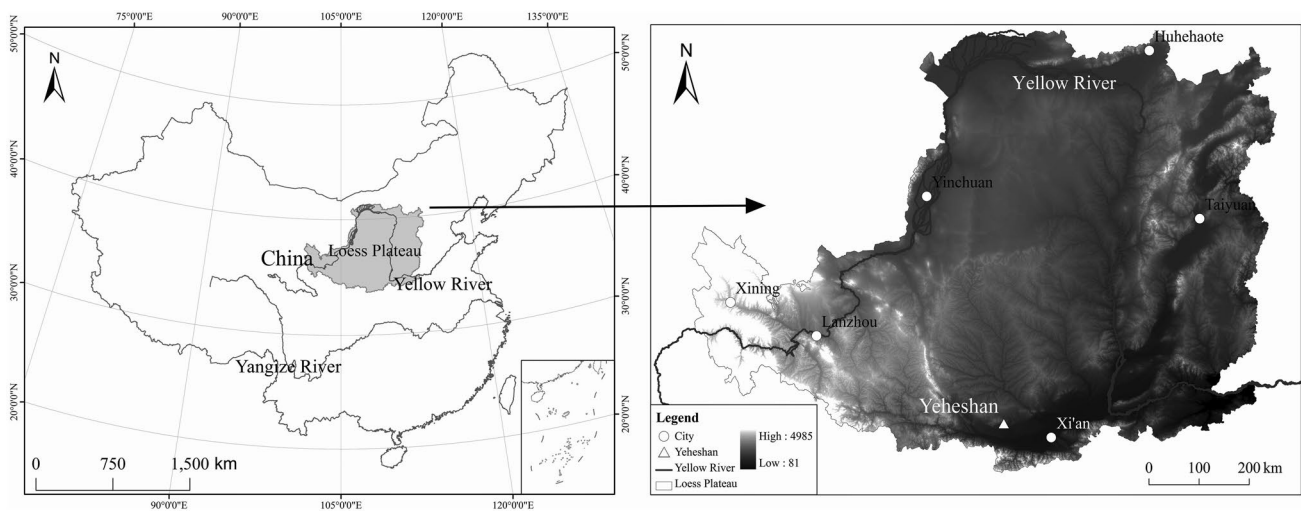 75°0'0"E 90°0'0"E 105°0'0"E 120°0'0"E 135°0'0"E
50°0'0"N
40°0'0"N
30°0'0"N
20°0'0"N
50°0'0"N
40°0'0"N
30°0'0"N
20°0'0"N
N
China
Loess Plateau
Yellow River
Yangize River
0 750 1,500 km
90°0'0"E 105°0'0"E 120°0'0"E
N
Huhehaote
Yellow River
Yinchuan
Taiyuan
Xining
Lanzhou
Yeheshan
Xi'an
Legend
City
Yeheshan
Yellow River
Loess Plateau
High : 4985
Low : 81
0 100 200 km